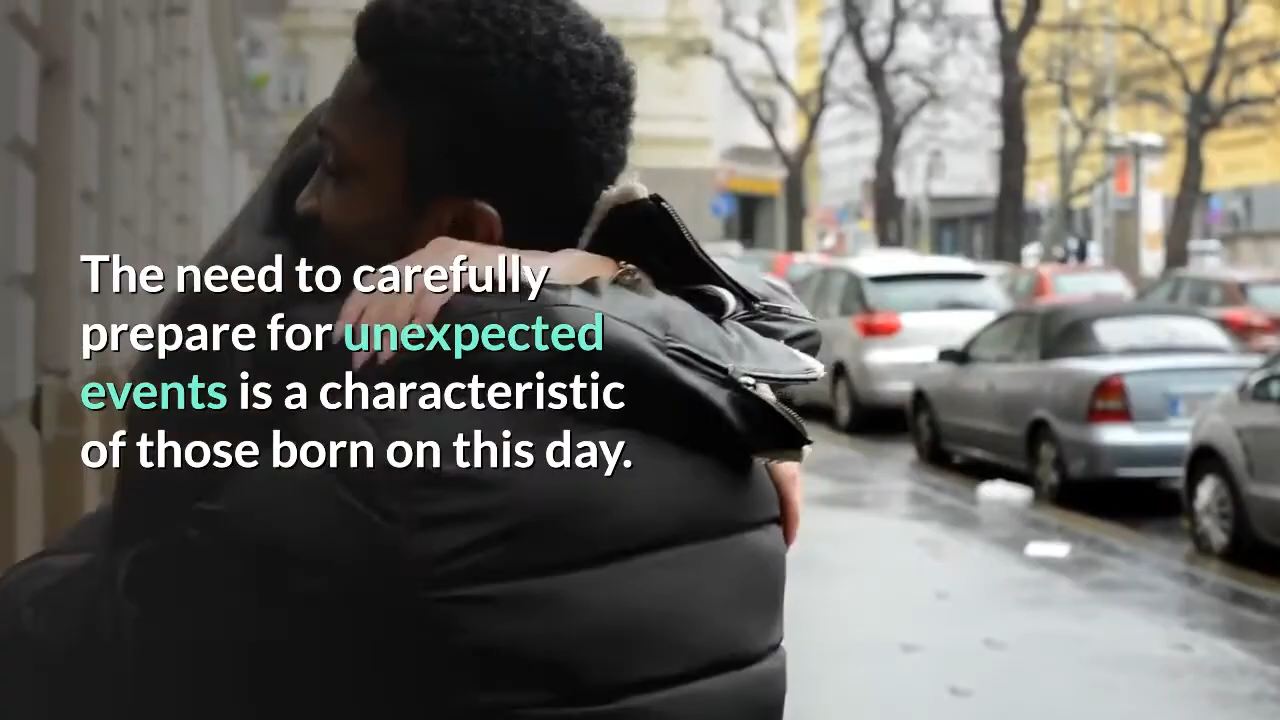 The need to carefully
prepare for unexpected
events is a characteristic
of those born on this day.